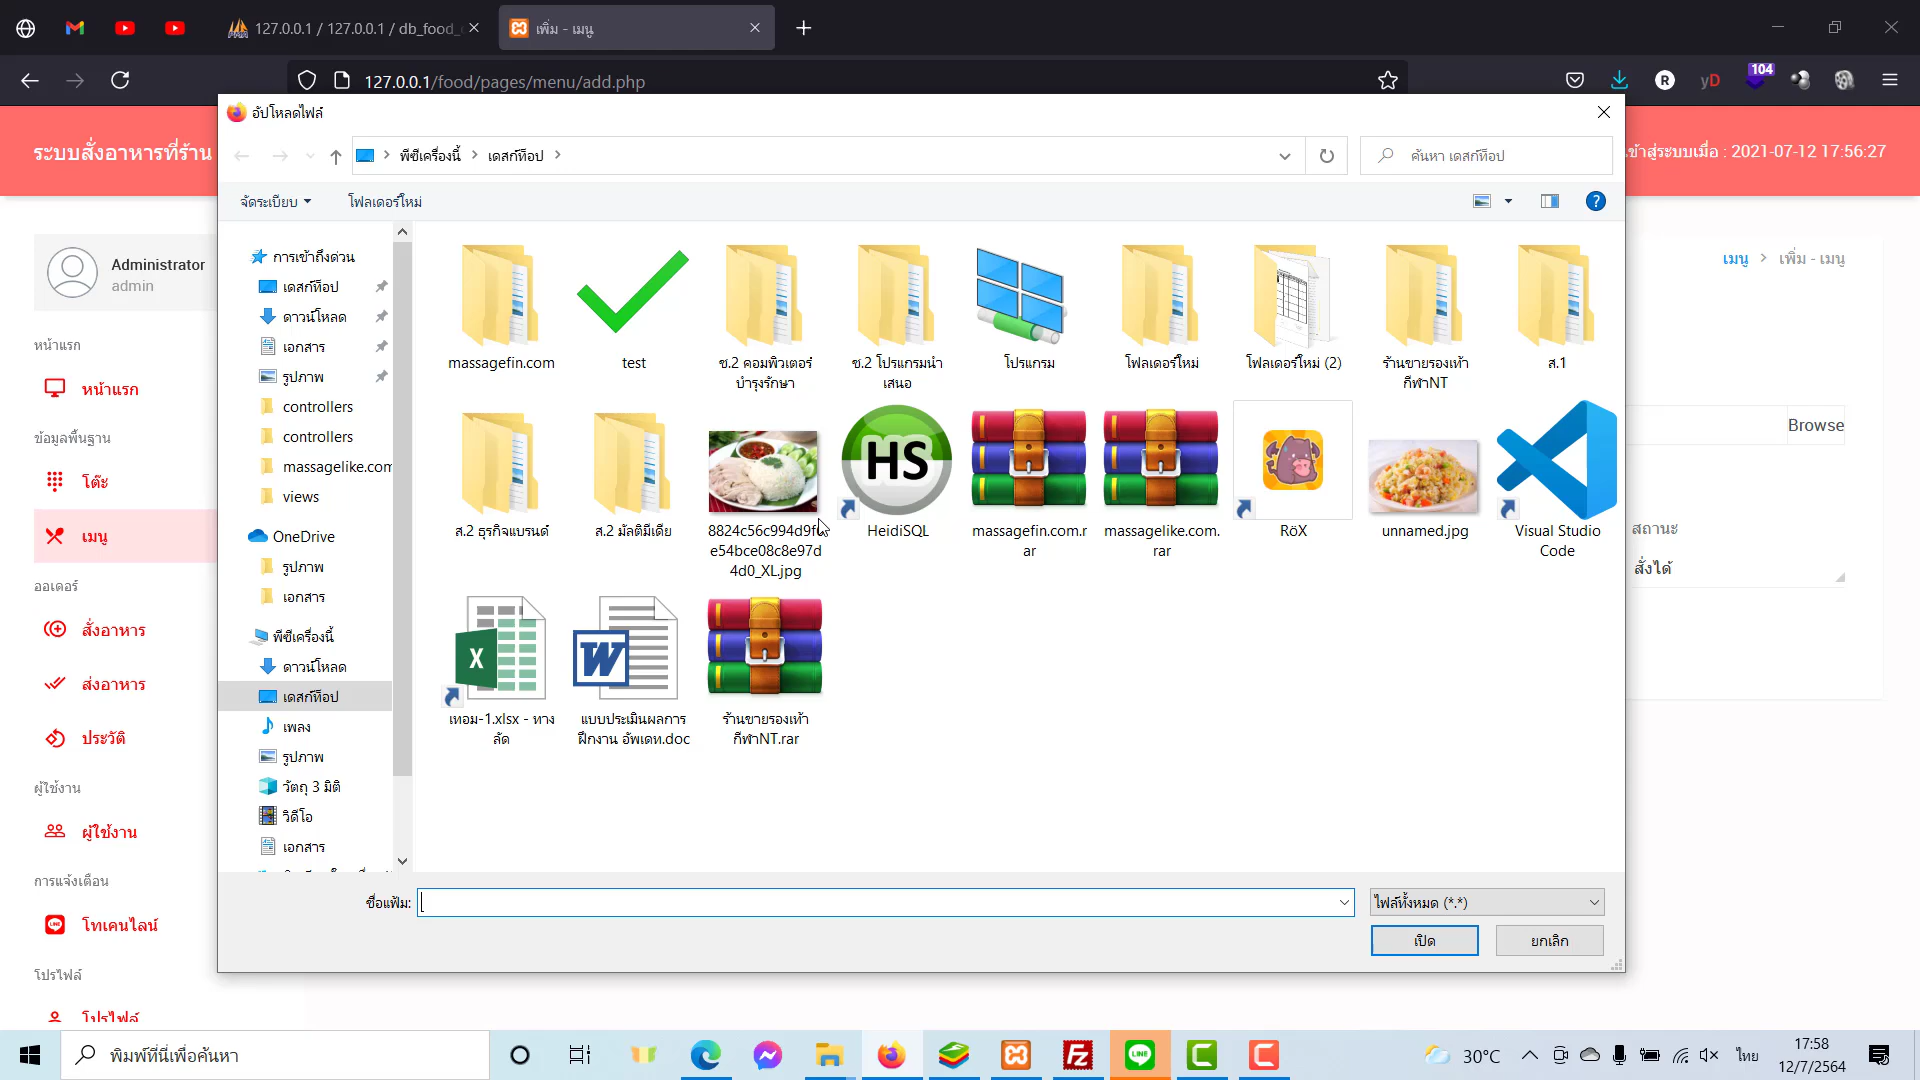 127.0.0.1 / 127.0.0.1 / db_food_
เพิ่ม - เมนู
127.0.0.1/food/pages/menu/add.php
104
อัปโหลดไฟล์
ระบบสั่งอาหารที่ร้าน
พีซีเครื่องนี้
เดสก์ท็อป
ค้นหา เดสก์ท็อป
ข้าสู่ระบบเมื่อ : 2021-07-12 17:56:27
จัดระเบียบ
โฟลเดอร์ใหม่
Administrator
admin
เมนู > เพิ่ม - เมนู
หน้าแรก
หน้าแรก
ข้อมูลพื้นฐาน
โต๊ะ
เมนู
ออเดอร์
สั่งอาหาร
ส่งอาหาร
ประวัติ
ผู้ใช้งาน
ผู้ใช้งาน
การแจ้งเตือน
โทเคนไลน์
โปรไฟล์
โปรไฟล์
การเข้าถึงด่วน
เดสก์ท็อป
ดาวน์โหลด
เอกสาร
รูปภาพ
controllers
controllers
massagelike.com
views
OneDrive
รูปภาพ
เอกสาร
พีซีเครื่องนี้
ดาวน์โหลด
เดสก์ท็อป
เพลง
รูปภาพ
วัตถุ 3 มิติ
วิดีโอ
เอกสาร
massagefin.com
test
ซ.2 คอมพิวเตอร์
บำรุงรักษา
ซ.2 โปรแกรมนำ
เสนอ
โปรแกรม
โฟลเดอร์ใหม่
โฟลเดอร์ใหม่ (2)
ร้านขายรองเท้า
กีฬาNT
ส.1
ส.2 ธุรกิจแบรนด์
ส.2 มัลติมีเดีย
e54bce08c8e97d
4d0_XL.jpg
HS
HeidiSQL
massagefin.com.r
ar
massagelike.com.
rar
RöX
unnamed.jpg
Visual Studio
Code
เทอม-1.xlsx - ทาง
ลัด
แบบประเมินผลการ
ฝึกงาน อัพเดท.doc
ร้านขายรองเท้า
กีฬาNT.rar
Browse
สถานะ
สั่งได้
ชื่อแฟ้ม:
ไฟล์ทั้งหมด (*.*)
เปิด
ยกเลิก
พิมพ์ที่นี่เพื่อค้นหา
30°C
ไทย
17:58
12/7/2564